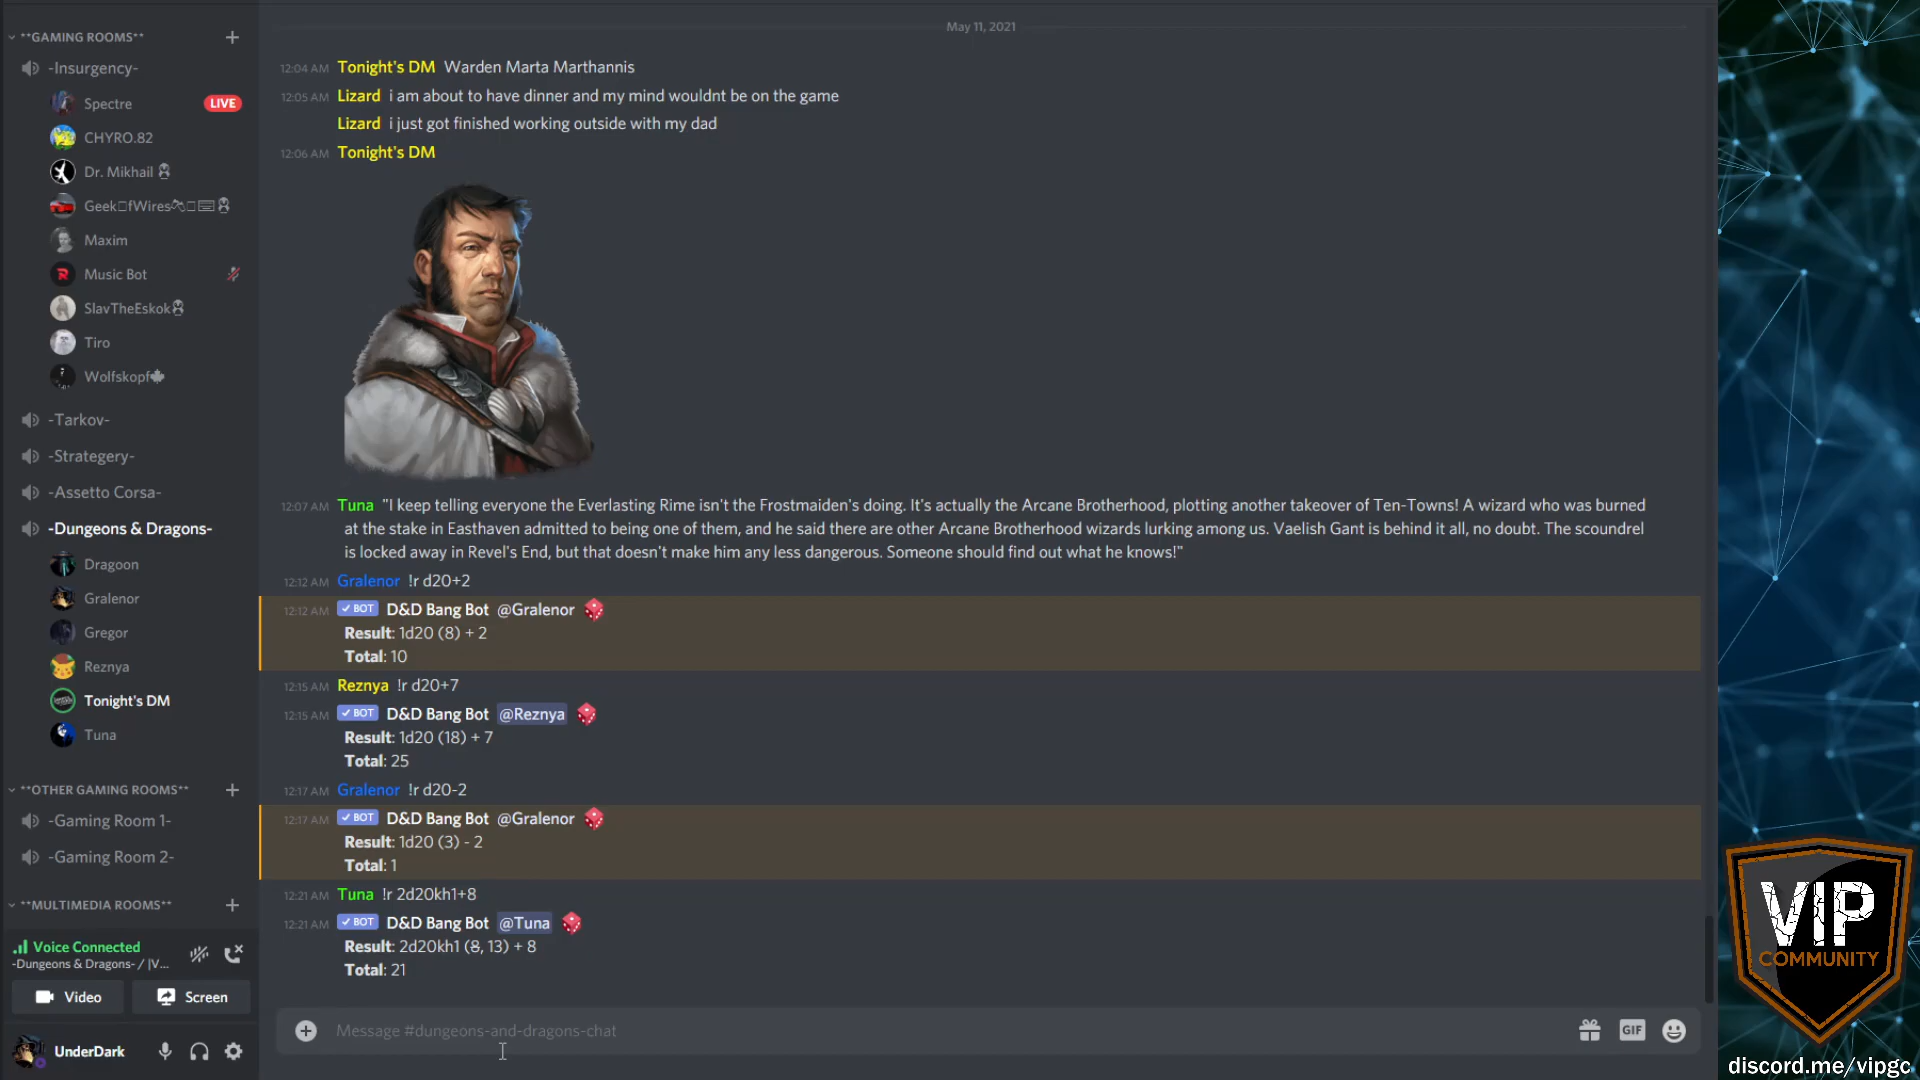 **GAMING ROOMS**
-Insurgency-
Spectre LIVE
CHYRO.82
Dr. Mikhail
Geek▯fWires
Maxim
Music Bot
SlavTheEskok
Tiro
Wolfskopf
-Tarkov-
-Strategery-
-Assetto Corsa-
-Dungeons & Dragons-
Dragoon
Gralenor
Gregor
Reznya
Tonight's DM
Tuna
**OTHER GAMING ROOMS**
-Gaming Room 1-
-Gaming Room 2-
**MULTIMEDIA ROOMS**
Voice Connected
-Dungeons & Dragons- / |V...
Video Screen
UnderDark
May 11, 2021
12:04 AM Tonight's DM Warden Marta Marthannis
12:05 AM Lizard i am about to have dinner and my mind wouldnt be on the game
Lizard i just got finished working outside with my dad
12:06 AM Tonight's DM
12:07 AM Tuna "I keep telling everyone the Everlasting Rime isn't the Frostmaiden's doing. It's actually the Arcane Brotherhood, plotting another takeover of Ten-Towns! A wizard who was burned
at the stake in Easthaven admitted to being one of them, and he said there are other Arcane Brotherhood wizards lurking among us. Vaelish Gant is behind it all, no doubt. The scoundrel
is locked away in Revel's End, but that doesn't make him any less dangerous. Someone should find out what he knows!"
12:12 AM Gralenor !r d20+2
12:12 AM BOT D&D Bang Bot @Gralenor
Result: 1d20 (8) + 2
Total: 10
12:15 AM Reznya !r d20+7
12:15 AM BOT D&D Bang Bot @Reznya
Result: 1d20 (18) + 7
Total: 25
12:17 AM Gralenor !r d20-2
12:17 AM BOT D&D Bang Bot @Gralenor
Result: 1d20 (3) - 2
Total: 1
12:21 AM Tuna !r 2d20kh1+8
12:21 AM BOT D&D Bang Bot @Tuna
Result: 2d20kh1 (8, 13) + 8
Total: 21
Message #dungeons-and-dragons-chat
GIF
VIP
COMMUNITY
discord.me/vipgc